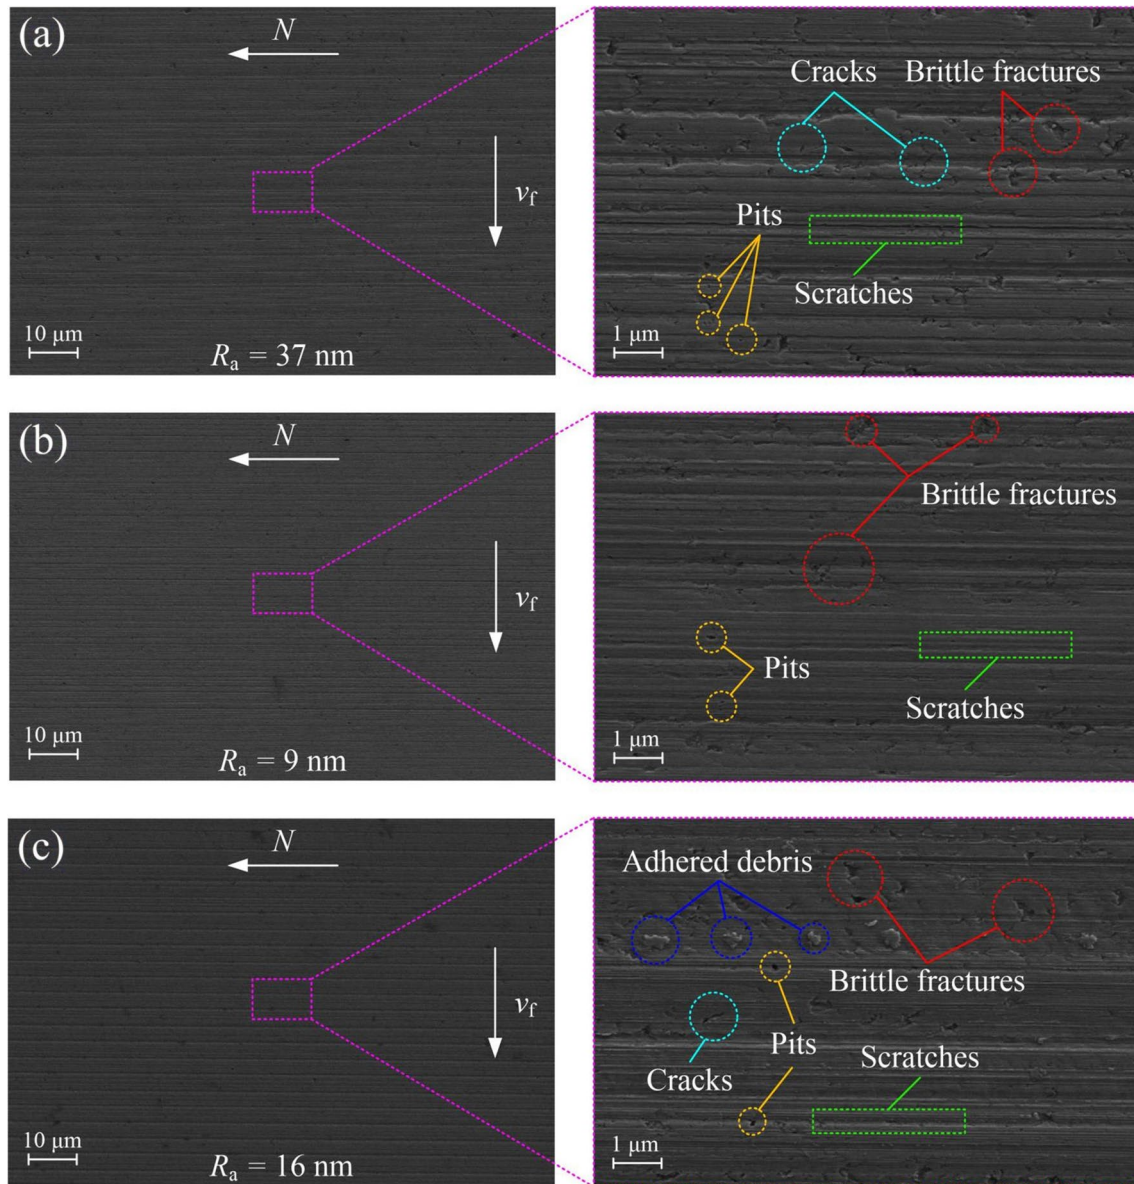 (a)
N
v_f
10 μm
R_a = 37 nm
Cracks Brittle fractures
Pits
Scratches
1 μm
(b)
N
v_f
10 μm
R_a = 9 nm
Brittle fractures
Pits
Scratches
1 μm
(c)
N
v_f
10 μm
R_a = 16 nm
Adhered debris
Brittle fractures
Pits
Scratches
Cracks
1 μm